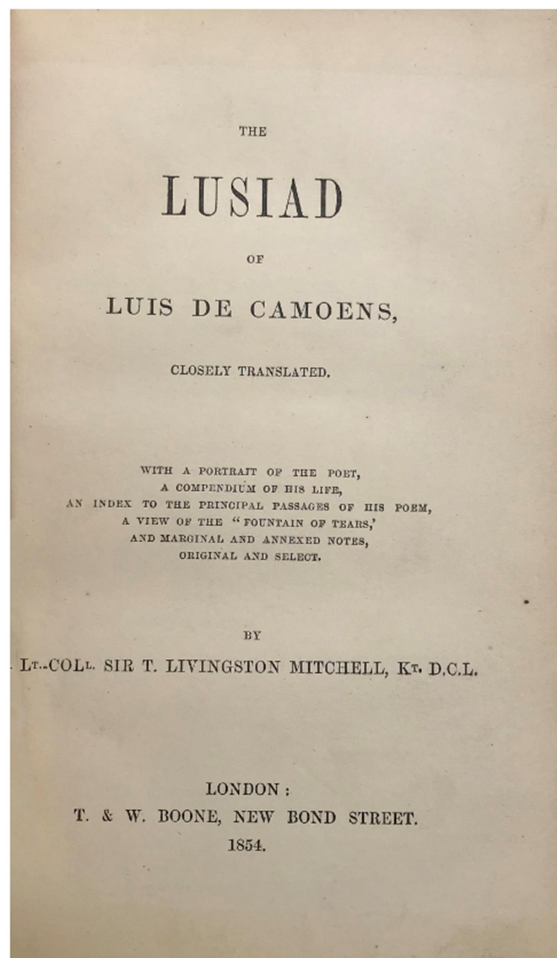 THE
LUSIAD
OF
LUIS DE CAMOENS,
CLOSELY TRANSLATED.
WITH A PORTRAIT OF THE POET,
A COMPENDIUM OF HIS LIFE,
AN INDEX TO THE PRINCIPAL PASSAGES OF HIS POEM,
A VIEW OF THE "FOUNTAIN OF TEARS,'
AND MARGINAL AND ANNEXED NOTES,
ORIGINAL AND SELECT.
BY
LT.-COLL. SIR T. LIVINGSTON MITCHELL, KT. D.C.L.
LONDON:
T. & W. BOONE, NEW BOND STREET.
1854.